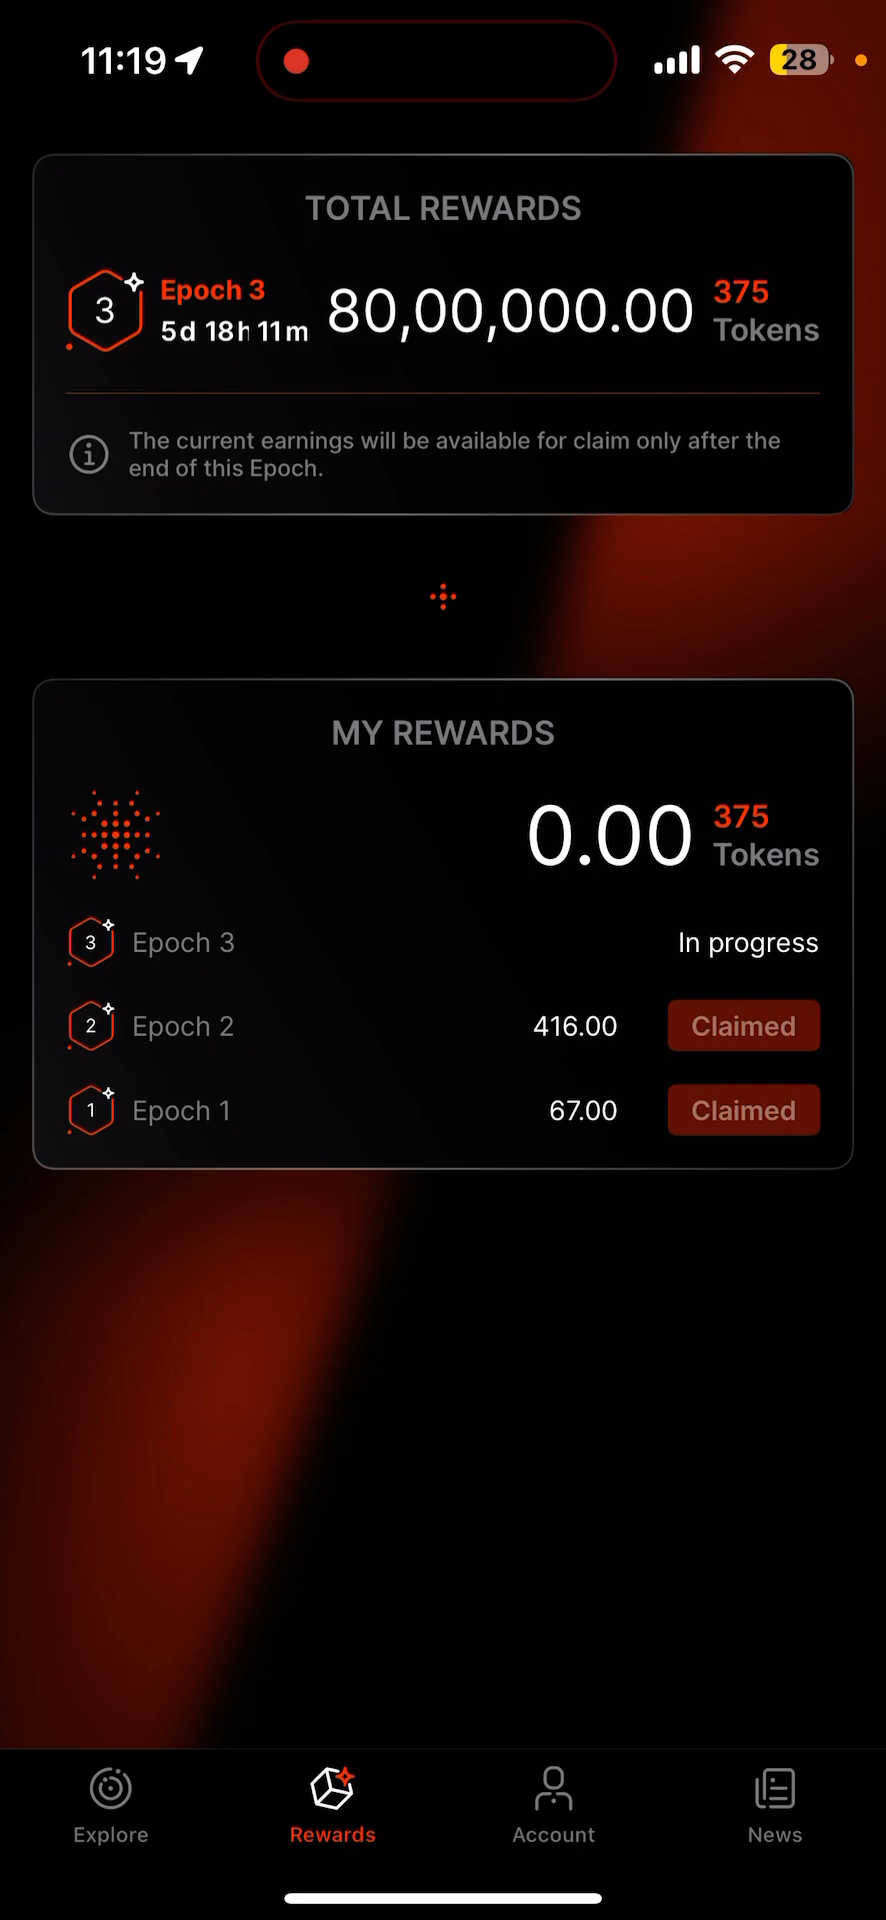 11:19
28
TOTAL REWARDS
3
Epoch 3
5d 18h 11m
80,00,000.00
375
Tokens
The current earnings will be available for claim only after the
end of this Epoch.
MY REWARDS
0.00
375
Tokens
3 Epoch 3 In progress
2 Epoch 2 416.00 Claimed
1 Epoch 1 67.00 Claimed
Explore Rewards Account News